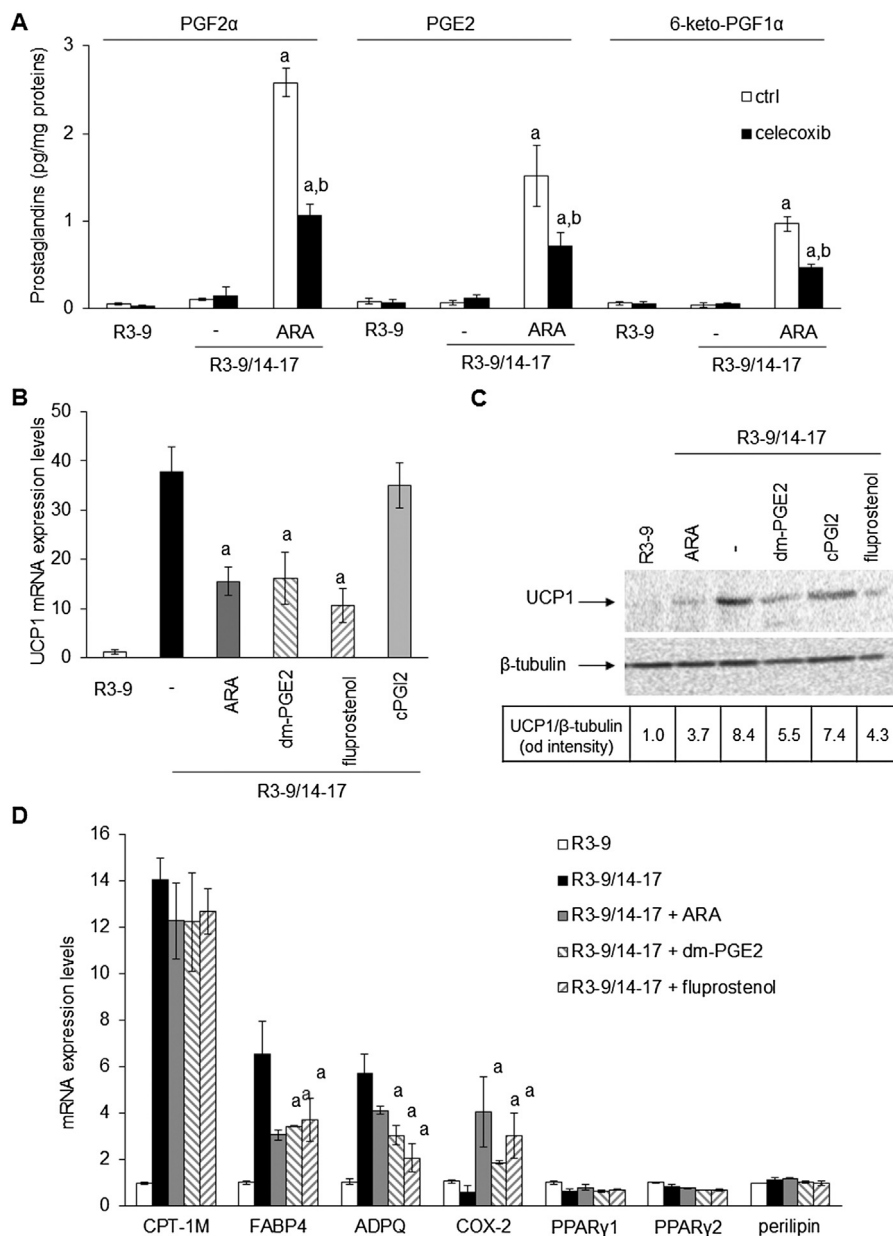 A
PGF2α PGE2 6-keto-PGF1α
Prostaglandins (pg/mg proteins)
3
2
1
0
a
a,b
a
a,b
a
a,b
ctrl
celecoxib
R3-9 - ARA R3-9 - ARA R3-9 - ARA
R3-9/14-17 R3-9/14-17 R3-9/14-17
B
UCP1 mRNA expression levels
50
40
30
20
10
0
a
a
a
R3-9 - ARA dm-PGE2 fluprostenol cPGI2
R3-9/14-17
C
R3-9/14-17
R3-9 ARA - dm-PGE2 cPGI2 fluprostenol
UCP1
β-tubulin
UCP1/β-tubulin 1.0 3.7 8.4 5.5 7.4 4.3
(od intensity)
D
mRNA expression levels
16
14
12
10
8
6
4
2
0
R3-9
R3-9/14-17
R3-9/14-17 + ARA
R3-9/14-17 + dm-PGE2
R3-9/14-17 + fluprostenol
a a a
a a a
a a a
CPT-1M FABP4 ADPQ COX-2 PPARγ1 PPARγ2 perilipin